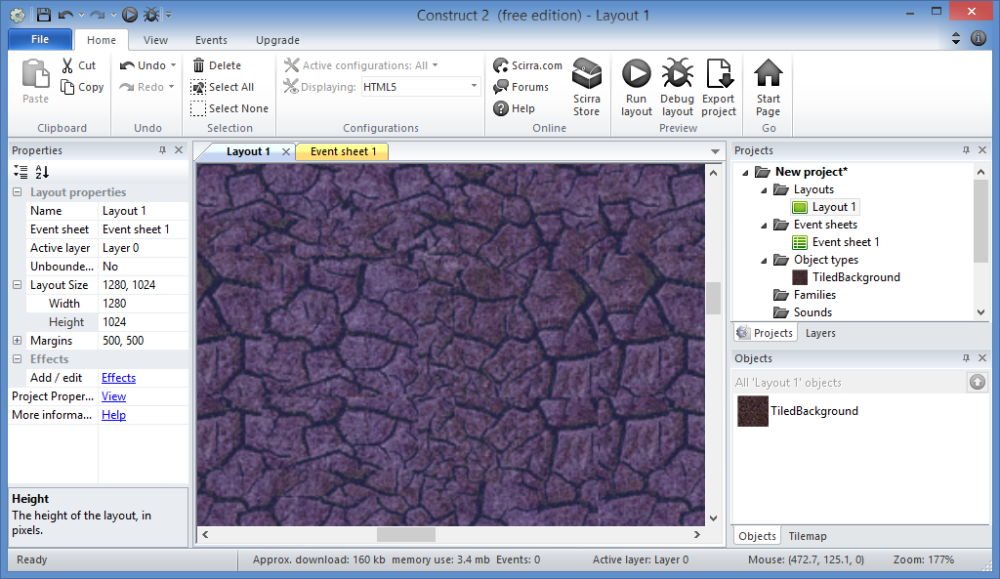 Construct 2 (free edition) - Layout 1
File Home View Events Upgrade
Paste
Cut
Copy
Clipboard
Undo
Redo
Undo
Delete
Select All
Select None
Selection
Active configurations: All
Displaying: HTML5
Configurations
Scirra.com
Forums
Help
Scirra
Store
Online
Run
layout
Debug
layout
Export
project
Preview
Start
Page
Go
Properties
Layout properties
Name Layout 1
Event sheet Event sheet 1
Active layer Layer 0
Unbounde... No
Layout Size 1280, 1024
Width 1280
Height 1024
Margins 500, 500
Effects
Add / edit Effects
Project Proper... View
More informa... Help
Height
The height of the layout, in
pixels.
Layout 1 Event sheet 1
Projects
New project*
Layouts
Layout 1
Event sheets
Event sheet 1
Object types
TiledBackground
Families
Sounds
Projects Layers
Objects
All 'Layout 1' objects
TiledBackground
Objects Tilemap
Ready Approx. download: 160 kb memory use: 3.4 mb Events: 0 Active layer: Layer 0 Mouse: (472.7, 125.1, 0) Zoom: 177%